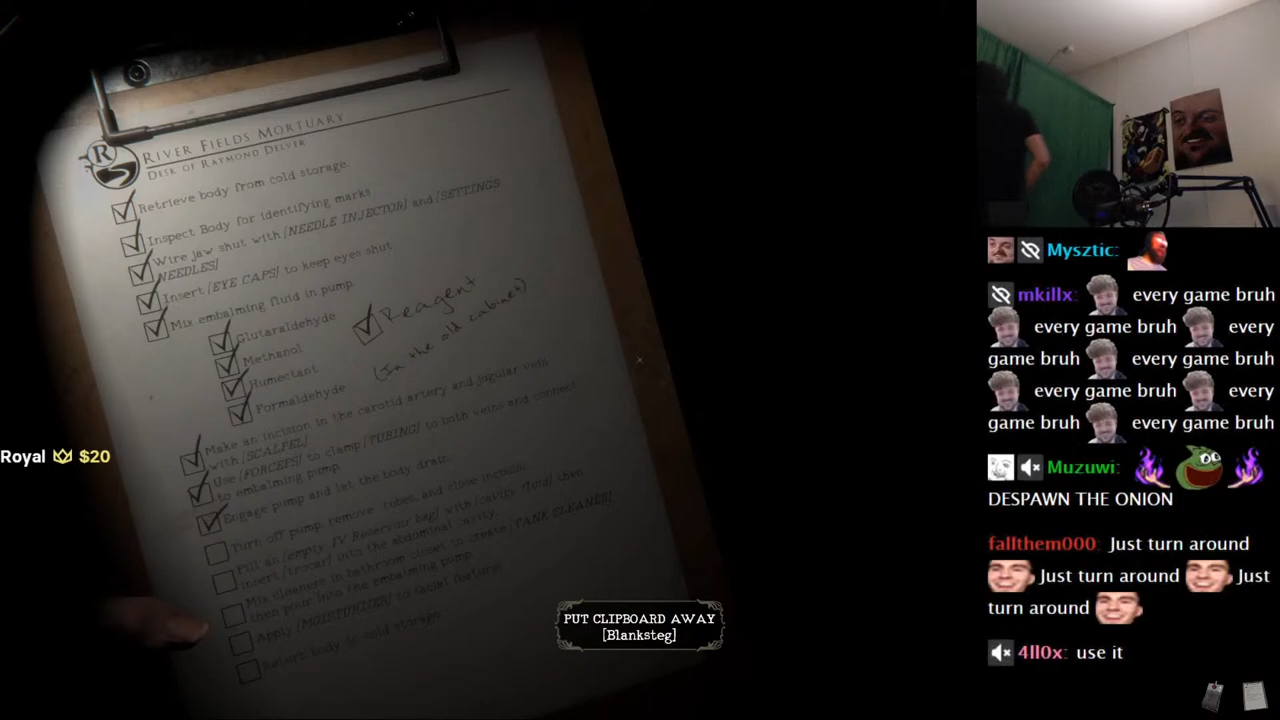 RIVER FIELDS MORTUARY
DESK OF RAYMOND DELVER
Retrieve body from cold storage.
Inspect Body for identifying marks
Wire jaw shut with [NEEDLE INJECTOR] and [SETTINGS
NEEDLES]
Insert [EYE CAPS] to keep eyes shut
Mix embalming fluid in pump.
Glutaraldehyde
Methanol
Humectant
Formaldehyde
Reagent
(In the old cabinet)
Make an incision in the carotid artery and jugular vein
with [SCALPEL]
Use [FORCEPS] to clamp [TUBING] to both veins and connect
to embalming pump.
Engage pump and let the body drain.
Turn off pump, remove tubes, and close incision.
Fill an [empty IV Reservoir bag] with [cavity fluid] then
insert [trocar] into the abdominal cavity.
Mix cleaners in bathroom closet to create [TANK CLEANER],
then pour into the embalming pump.
Apply [MOISTURIZER] to facial features.
body to cold storage.
PUT CLIPBOARD AWAY
[Blanksteg]
Royal $20
Mysztic:
mkillx: every game bruh
every game bruh every
game bruh every game bruh
every game bruh every
game bruh every game bruh
Muzuwi:
DESPAWN THE ONION
fallthem000: Just turn around
Just turn around Just
turn around
4ll0x: use it